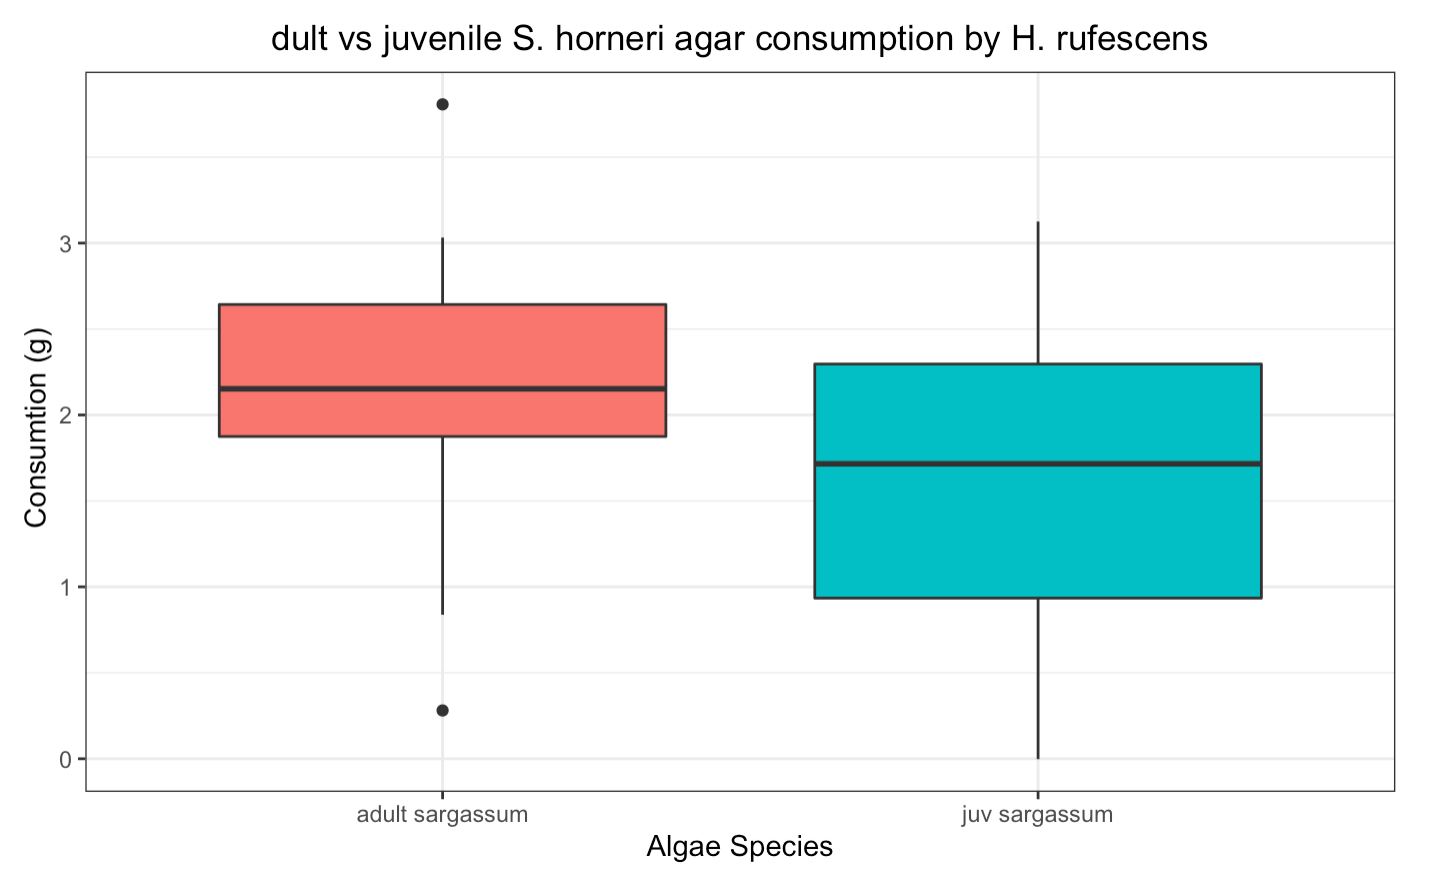 dult vs juvenile S. horneri agar consumption by H. rufescens
Consumtion (g)
3
2
1
0
adult sargassum
juv sargassum
Algae Species